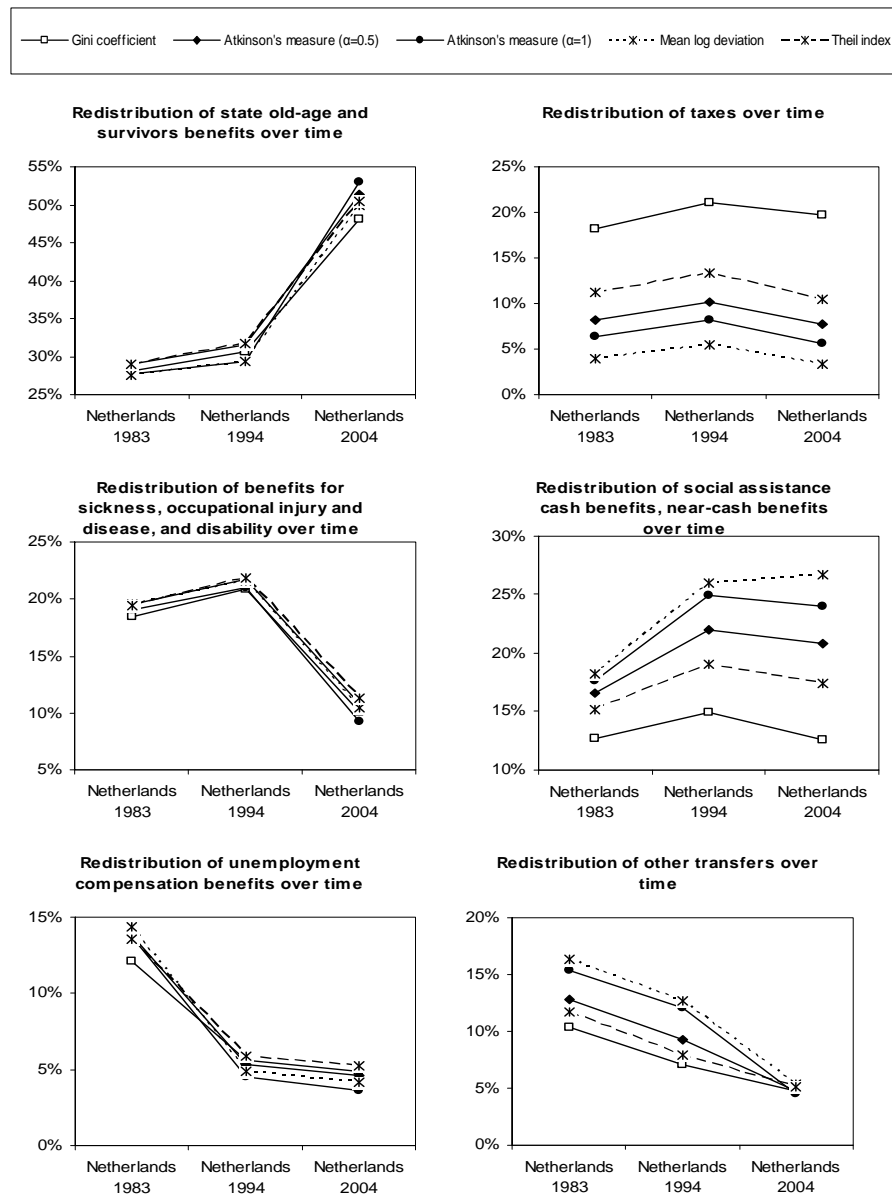 Gini coefficient Atkinson's measure (α=0.5) Atkinson's measure (α=1) Mean log deviation Theil index
Redistribution of state old-age and
survivors benefits over time
55%
50%
45%
40%
35%
30%
25%
Netherlands Netherlands Netherlands
1983 1994 2004
Redistribution of taxes over time
25%
20%
15%
10%
5%
0%
Netherlands Netherlands Netherlands
1983 1994 2004
Redistribution of benefits for
sickness, occupational injury and
disease, and disability over time
25%
20%
15%
10%
5%
Netherlands Netherlands Netherlands
1983 1994 2004
Redistribution of social assistance
cash benefits, near-cash benefits
over time
30%
25%
20%
15%
10%
Netherlands Netherlands Netherlands
1983 1994 2004
Redistribution of unemployment
compensation benefits over time
15%
10%
5%
0%
Netherlands Netherlands Netherlands
1983 1994 2004
Redistribution of other transfers over
time
20%
15%
10%
5%
0%
Netherlands Netherlands Netherlands
1983 1994 2004